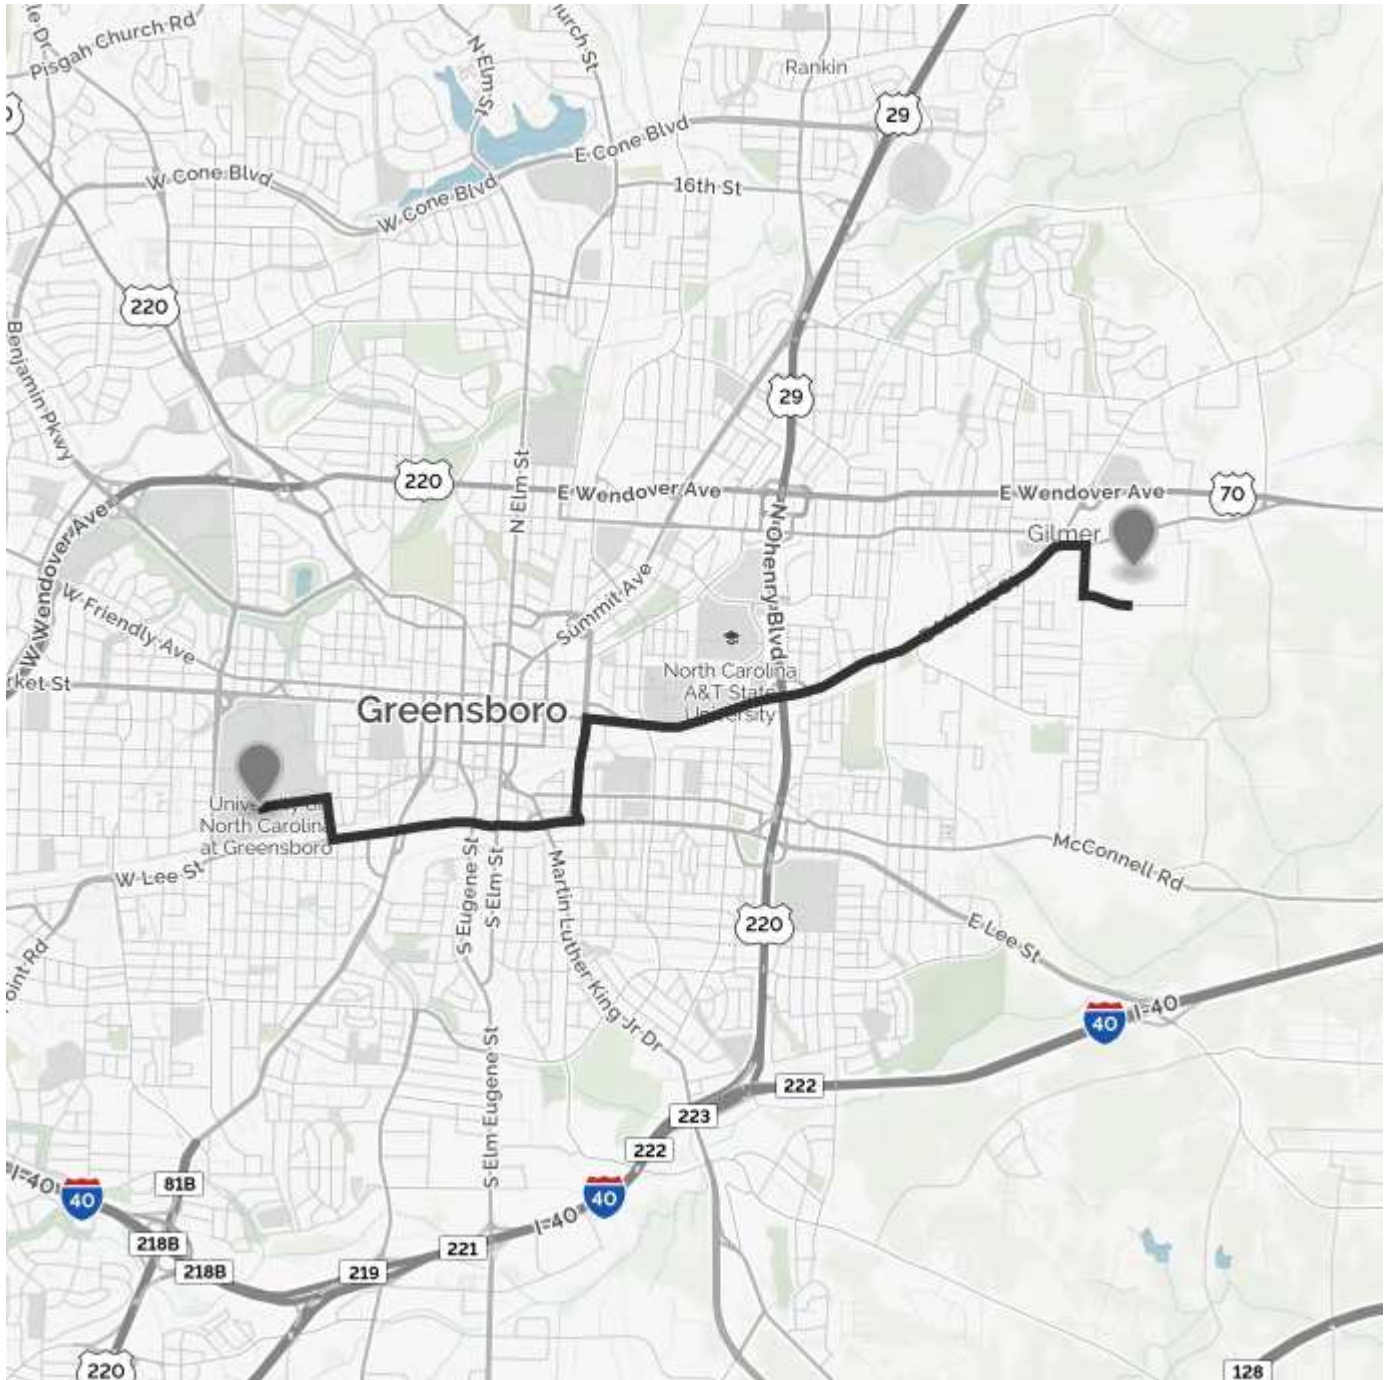 Pisgah Church Rd
N Elm St
Rankin
29
E Cone Blvd
W Cone Blvd
16th St
W Cone Blvd
220
Benjamin Pkwy
29
N Elm St
220
E Wendover Ave
E Wendover Ave
70
W Wendover Ave
N Ohenry Blvd
Gilmer
Summit Ave
W Friendly Ave
North Carolina
A&T State
University
Greensboro
North Carolina
at Greensboro
W Lee St
S Eugene St
S Elm St
Martin Luther King Jr Dr
McConnell Rd
220
E Lee St
I-40
40
S Elm Eugene St
222
223
222
I-40
40
81B
40
I-40
218B
218B
219
221
220
128